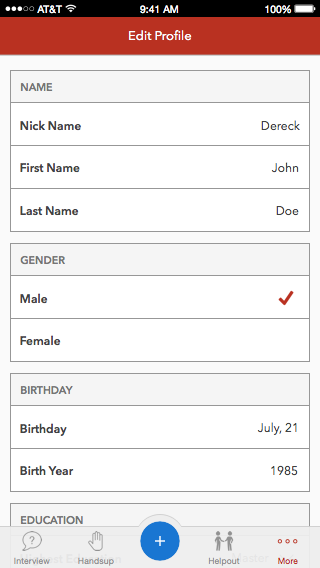 AT&T 9:41 AM 100%
Edit Profile
NAME
Nick Name Dereck
First Name John
Last Name Doe
GENDER
Male
Female
BIRTHDAY
Birthday July, 21
Birth Year 1985
EDUCATION
Interview Handsup Helpout More